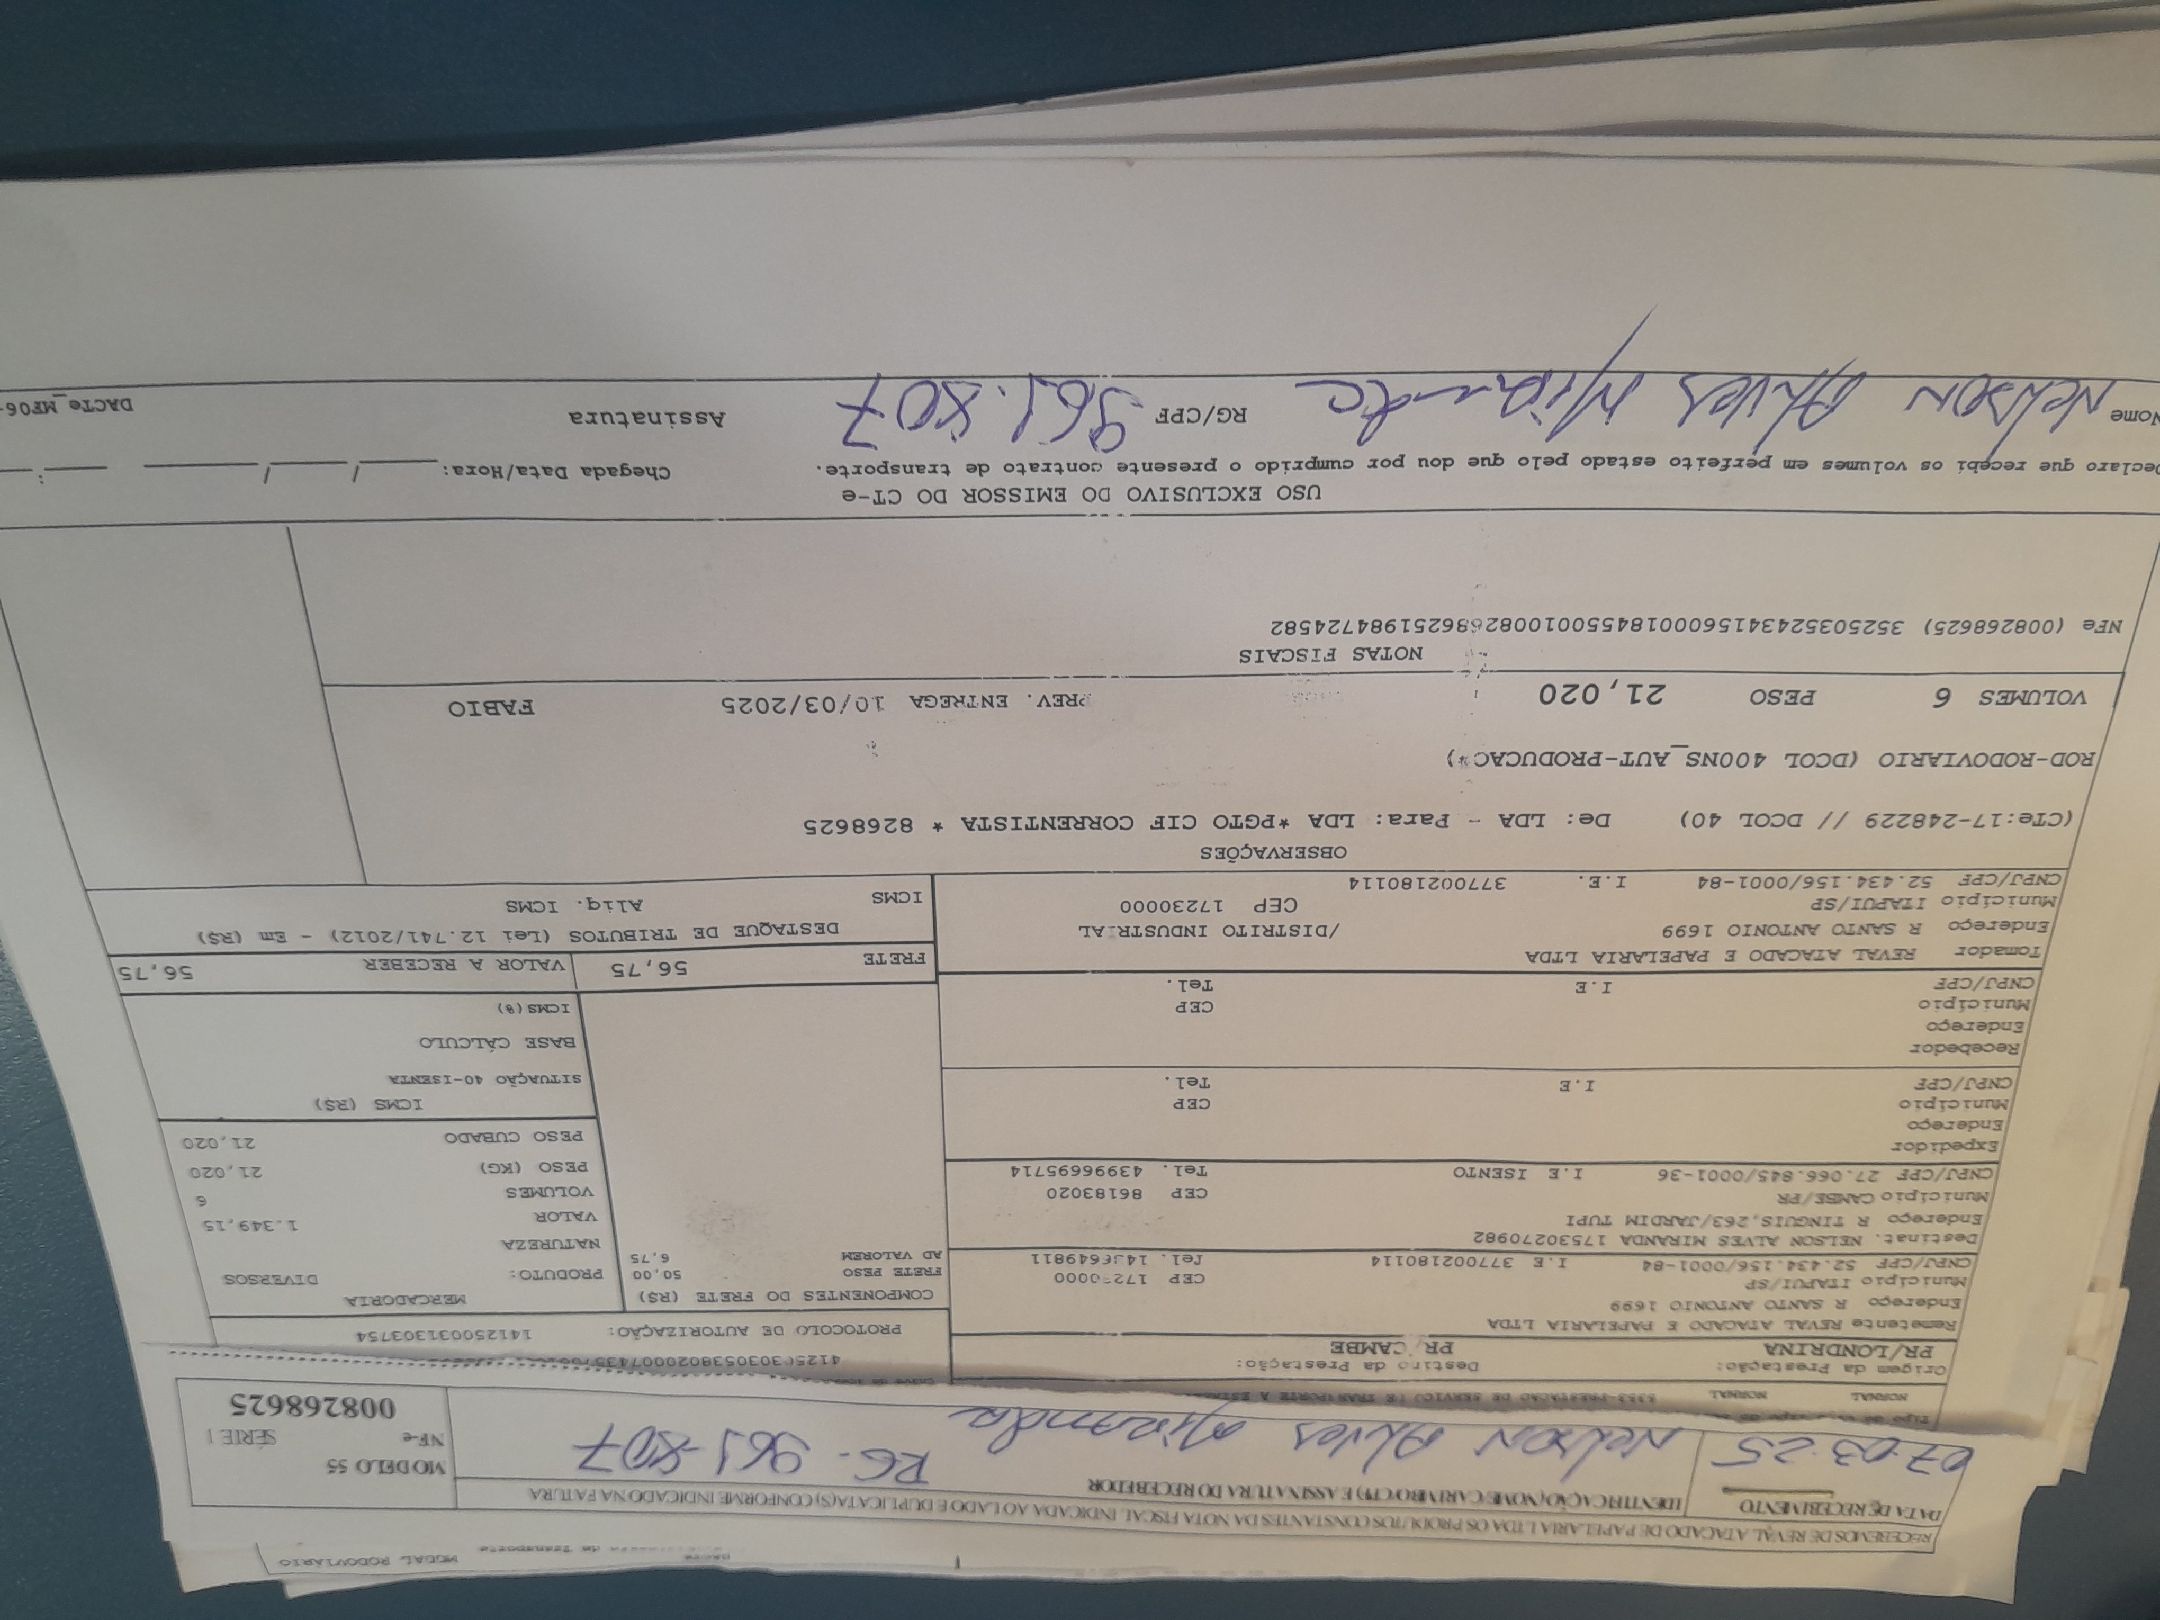 MODAL RODOVIÁRIO
RECEBEMOS DE REVAL ATACADO DE PAPELARIA LTDA OS PRODUTOS CONSTANTES DA NOTA FISCAL INDICADA AO LADO E DUPLICATA(S) CONFORME INDICADO NA FATURA
DATA DE RECEBIMENTO
IDENTIFICAÇÃO (NOME CARIMBO CPF) E ASSINATURA DO RECEBEDOR
07.03.25
Nelson Alves Miranda RG. 961.807
MODELO 55
NF-e SÉRIE 1
008268625
NORMAL NORMAL
Origem da Prestação:
PR/LONDRINA
Destino da Prestação:
PR/CAMBE
PROTOCOLO DE AUTORIZAÇÃO: 141250031303754
Remetente REVAL ATACADO E PAPELARIA LTDA
Endereço R SANTO ANTONIO 1699
Município ITAPUI/SP
CNPJ/CPF 52.434.156/0001-84 I.E 377002180114
Destinat. NELSON ALVES MIRANDA 17530270982
Endereço R TINGUIS,263/JARDIM TUPI
Município CAMBE/PR CEP 86183020
CNPJ/CPF 27.066.845/0001-36 I.E ISENTO Tel. 43996695714
Expedidor
Endereço
Município CEP
CNPJ/CPF I.E Tel.
Recebedor
Endereço
Município CEP
CNPJ/CPF I.E Tel.
Tomador REVAL ATACADO E PAPELARIA LTDA
Endereço R SANTO ANTONIO 1699 /DISTRITO INDUSTRIAL
Município ITAPUI/SP CEP 17230000
CNPJ/CPF 52.434.156/0001-84 I.E. 377002180114
COMPONENTES DO FRETE (R$)
FRETE PESO 50,00
AD VALOREM 6,75
MERCADORIA
PRODUTO: DIVERSOS
NATUREZA
VALOR 1.349,15
VOLUMES 6
PESO (KG) 21,020
PESO CUBADO 21,020
ICMS (R$)
SITUAÇÃO 40-ISENTA
BASE CÁLCULO
ICMS(%)
FRETE 56,75 VALOR A RECEBER 56,75
DESTAQUE DE TRIBUTOS (Lei 12.741/2012) - Em (R$)
ICMS Aliq. ICMS
OBSERVAÇÕES
(CTe:17-248229 // DCOL 40) De: LDA - Para: LDA *PGTO CIF CORRENTISTA * 8268625
ROD-RODOVIARIO (DCOL 400NS_AUT-PRODUCAC*)
VOLUMES 6 PESO 21,020 PREV. ENTREGA 10/03/2025 FABIO
NOTAS FISCAIS
NFe (008268625) 35250352434156000184550010082686251984724582
USO EXCLUSIVO DO EMISSOR DO CT-e
Declaro que recebi os volumes em perfeito estado pelo que dou por cumprido o presente contrato de transporte. Chegada Data/Hora: ____/____/____ ____:
Nome Nelson Alves Miranda RG/CPF 961.807 Assinatura
DACTe_MF06-